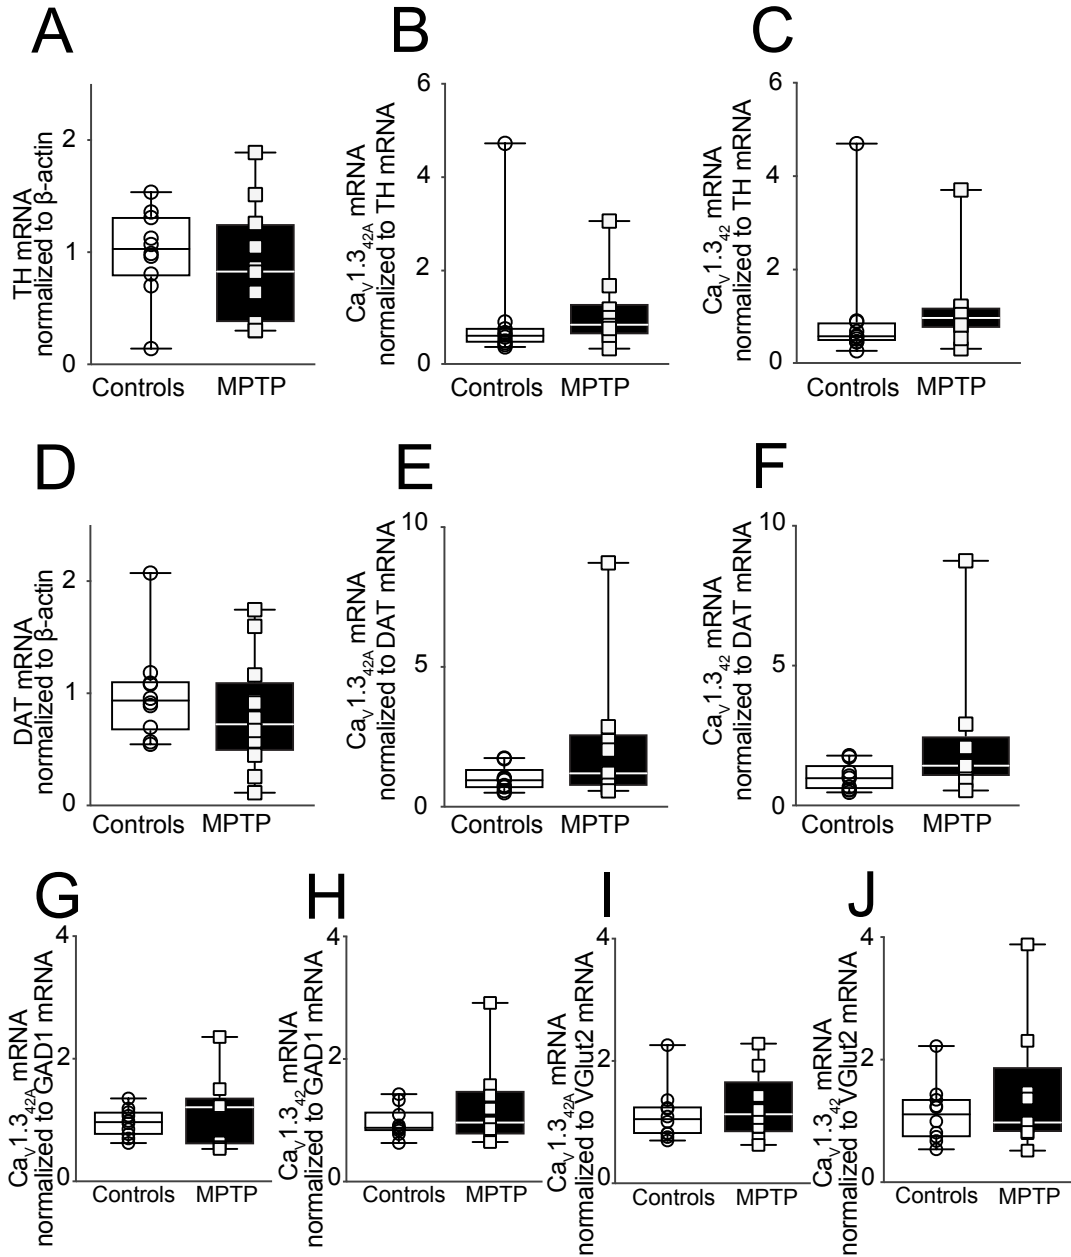 A
TH mRNA
normalized to β-actin
2
1
0
Controls
MPTP
B
CaV1.342A mRNA
normalized to TH mRNA
6
4
2
0
Controls
MPTP
C
CaV1.342 mRNA
normalized to TH mRNA
6
4
2
0
Controls
MPTP
D
DAT mRNA
normalized to β-actin
2
1
0
Controls
MPTP
E
CaV1.342A mRNA
normalized to DAT mRNA
10
5
0
Controls
MPTP
F
CaV1.342 mRNA
normalized to DAT mRNA
10
5
0
Controls
MPTP
G
CaV1.342A mRNA
normalized to GAD1 mRNA
4
2
0
Controls
MPTP
H
CaV1.342 mRNA
normalized to GAD1 mRNA
4
2
0
Controls
MPTP
I
CaV1.342A mRNA
normalized to VGlut2 mRNA
4
2
0
Controls
MPTP
J
CaV1.342 mRNA
normalized to VGlut2 mRNA
4
2
0
Controls
MPTP